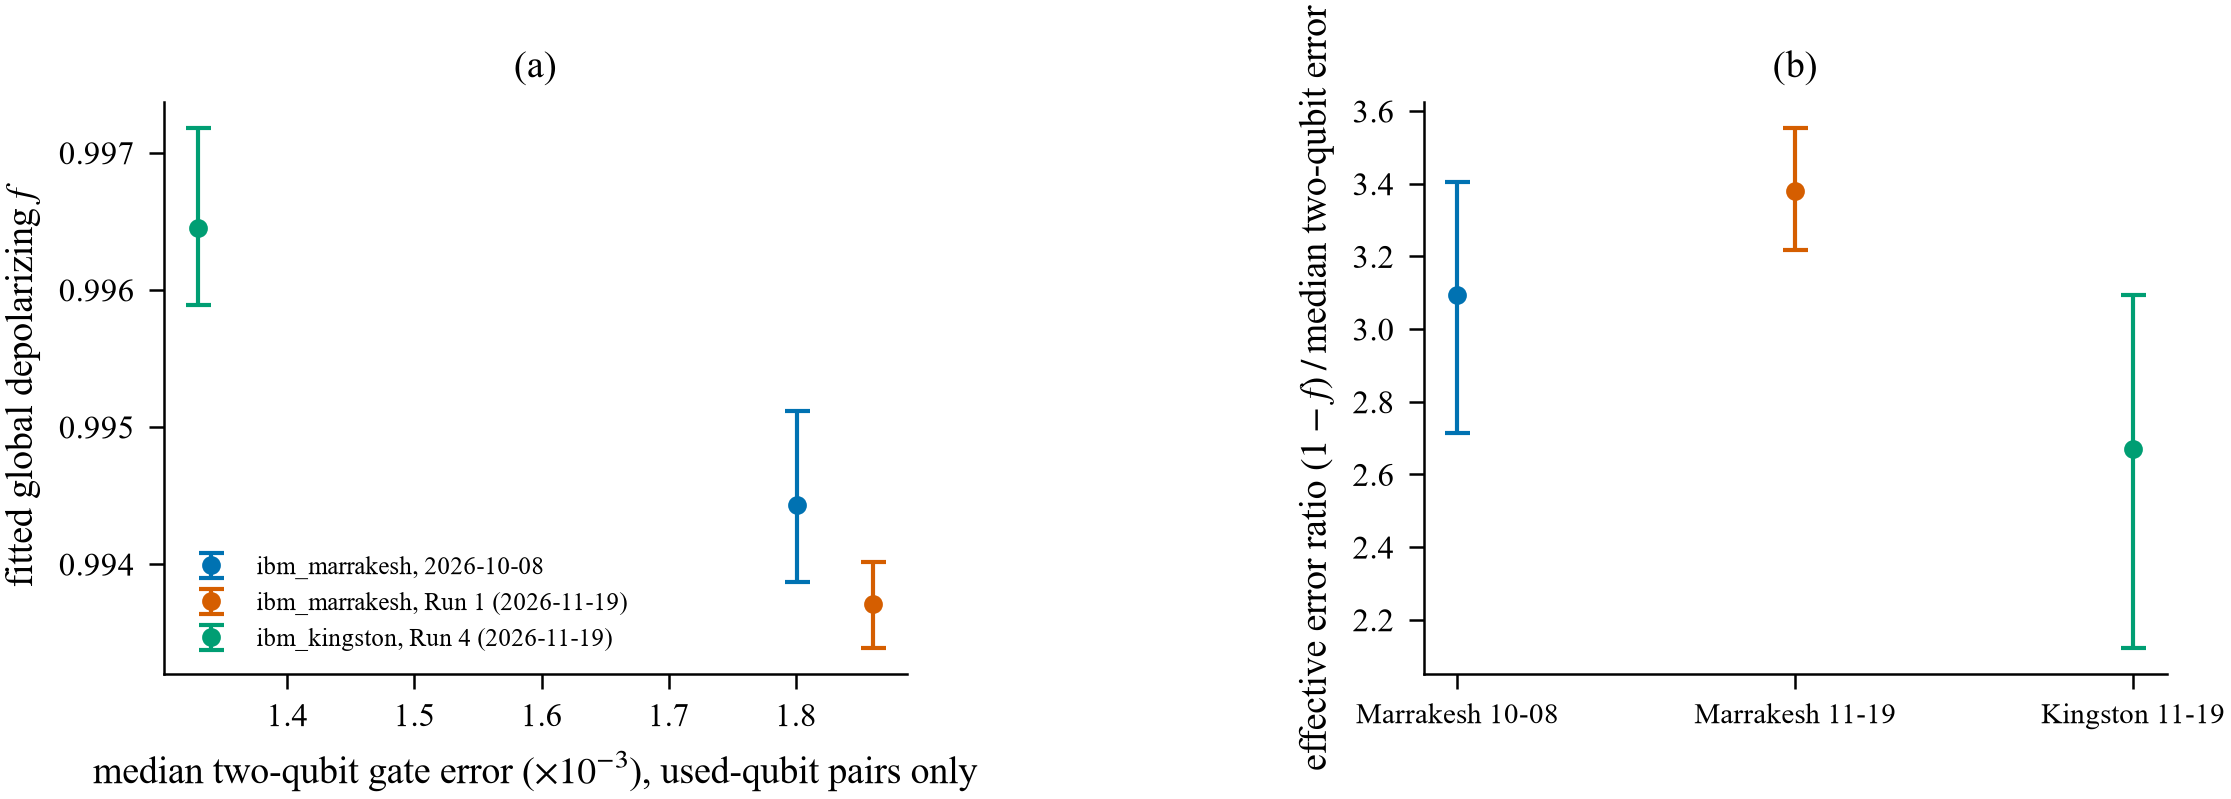 (a)
fitted global depolarizing f
0.997
0.996
0.995
0.994
ibm_marrakesh, 2026-10-08
ibm_marrakesh, Run 1 (2026-11-19)
ibm_kingston, Run 4 (2026-11-19)
1.4 1.5 1.6 1.7 1.8
median two-qubit gate error (×10⁻³), used-qubit pairs only
(b)
effective error ratio (1 − f) / median two-qubit error
3.6
3.4
3.2
3.0
2.8
2.6
2.4
2.2
Marrakesh 10-08 Marrakesh 11-19 Kingston 11-19